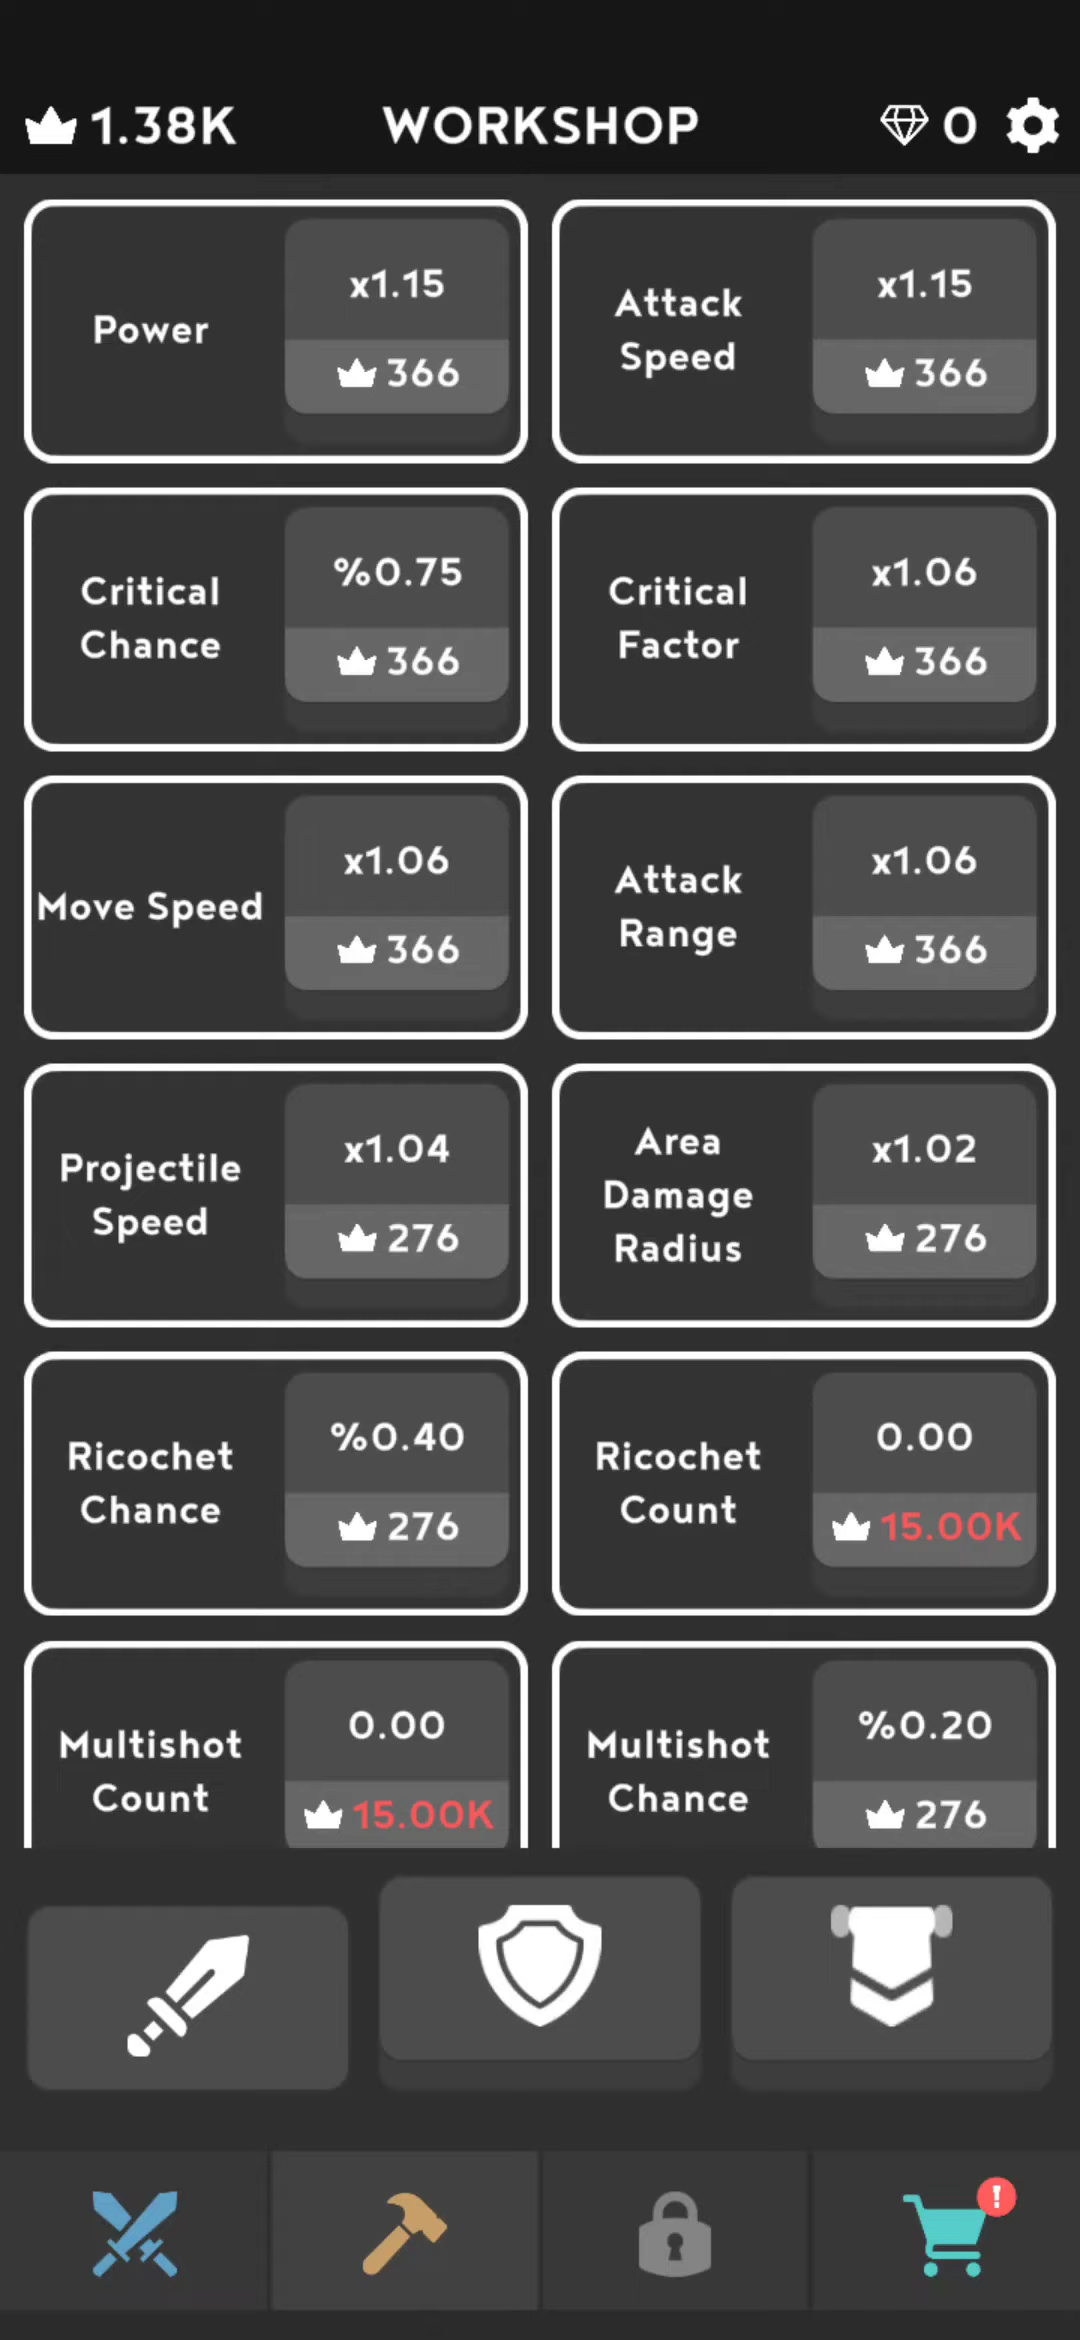 1.38K WORKSHOP 0
Power
x1.15
366
Attack
Speed
x1.15
366
Critical
Chance
%0.75
366
Critical
Factor
x1.06
366
Move Speed
x1.06
366
Attack
Range
x1.06
366
Projectile
Speed
x1.04
276
Area
Damage
Radius
x1.02
276
Ricochet
Chance
%0.40
276
Ricochet
Count
0.00
15.00K
Multishot
Count
0.00
15.00K
Multishot
Chance
%0.20
276
!